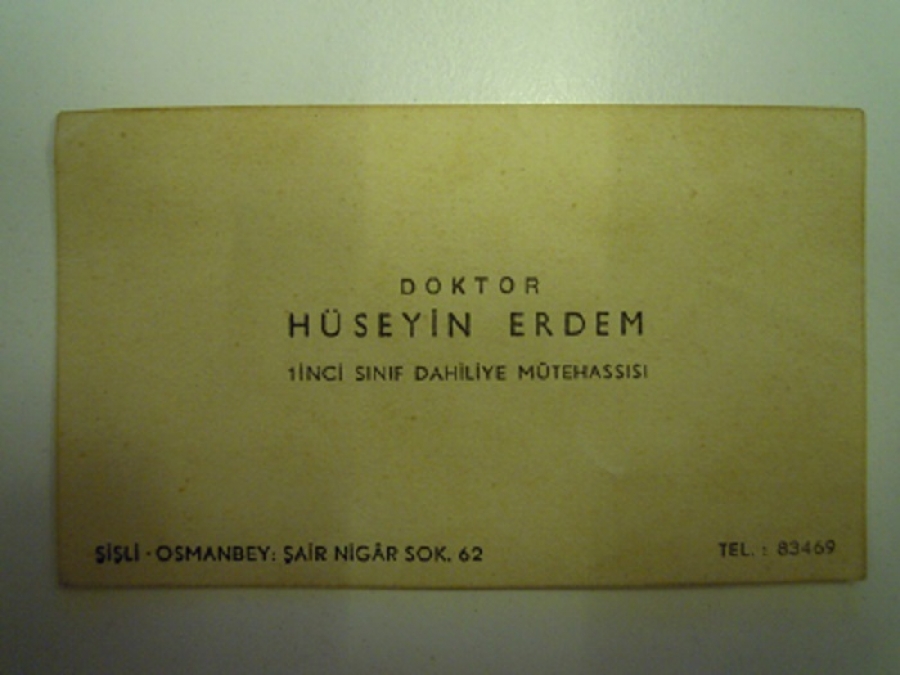 DOKTOR
HÜSEYİN ERDEM
1İNCİ SINIF DAHİLİYE MÜTEHASSISI
ŞİŞLİ - OSMANBEY: ŞAİR NİGÂR SOK. 62
TEL. : 83469